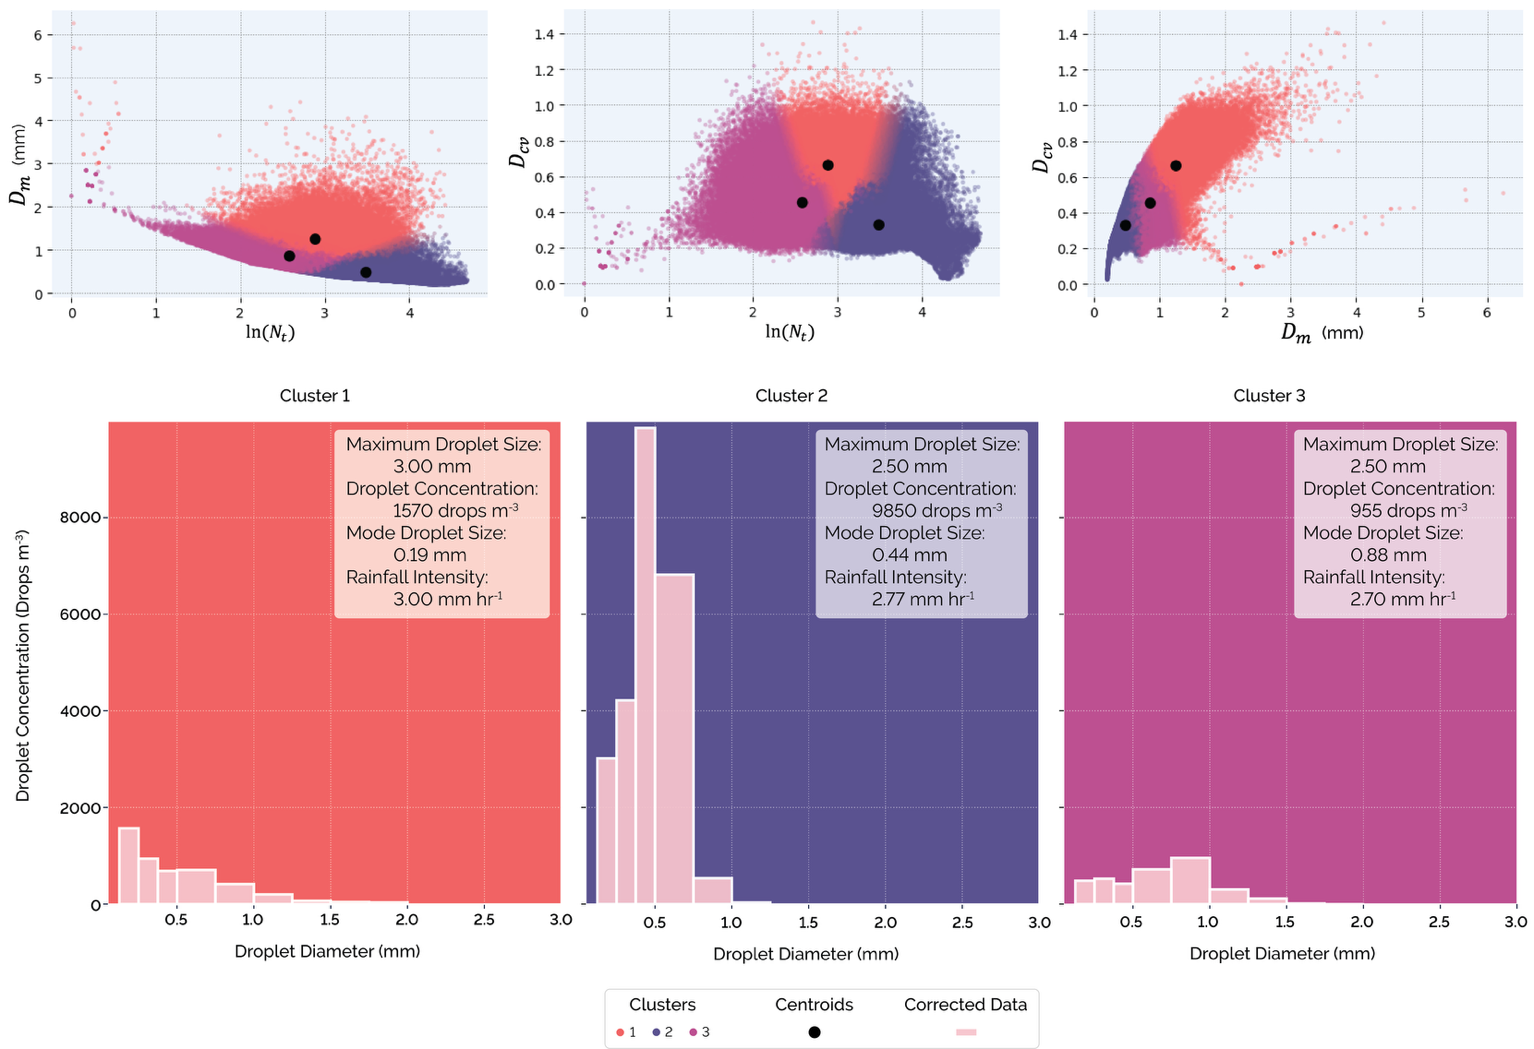 6
5
4
3
2
1
0
D_m (mm)
0 1 2 3 4
ln(N_t)
1.4
1.2
1.0
0.8
0.6
0.4
0.2
0.0
D_cv
0 1 2 3 4
ln(N_t)
1.4
1.2
1.0
0.8
0.6
0.4
0.2
0.0
D_cv
0 1 2 3 4 5 6
D_m (mm)
Cluster 1
Maximum Droplet Size:
3.00 mm
Droplet Concentration:
1570 drops m⁻³
Mode Droplet Size:
0.19 mm
Rainfall Intensity:
3.00 mm hr⁻¹
8000
6000
4000
2000
0
Droplet Concentration (Drops m⁻³)
0.5 1.0 1.5 2.0 2.5 3.0
Droplet Diameter (mm)
Cluster 2
Maximum Droplet Size:
2.50 mm
Droplet Concentration:
9850 drops m⁻³
Mode Droplet Size:
0.44 mm
Rainfall Intensity:
2.77 mm hr⁻¹
0.5 1.0 1.5 2.0 2.5 3.0
Droplet Diameter (mm)
Cluster 3
Maximum Droplet Size:
2.50 mm
Droplet Concentration:
955 drops m⁻³
Mode Droplet Size:
0.88 mm
Rainfall Intensity:
2.70 mm hr⁻¹
0.5 1.0 1.5 2.0 2.5 3.0
Droplet Diameter (mm)
Clusters Centroids Corrected Data
1 2 3